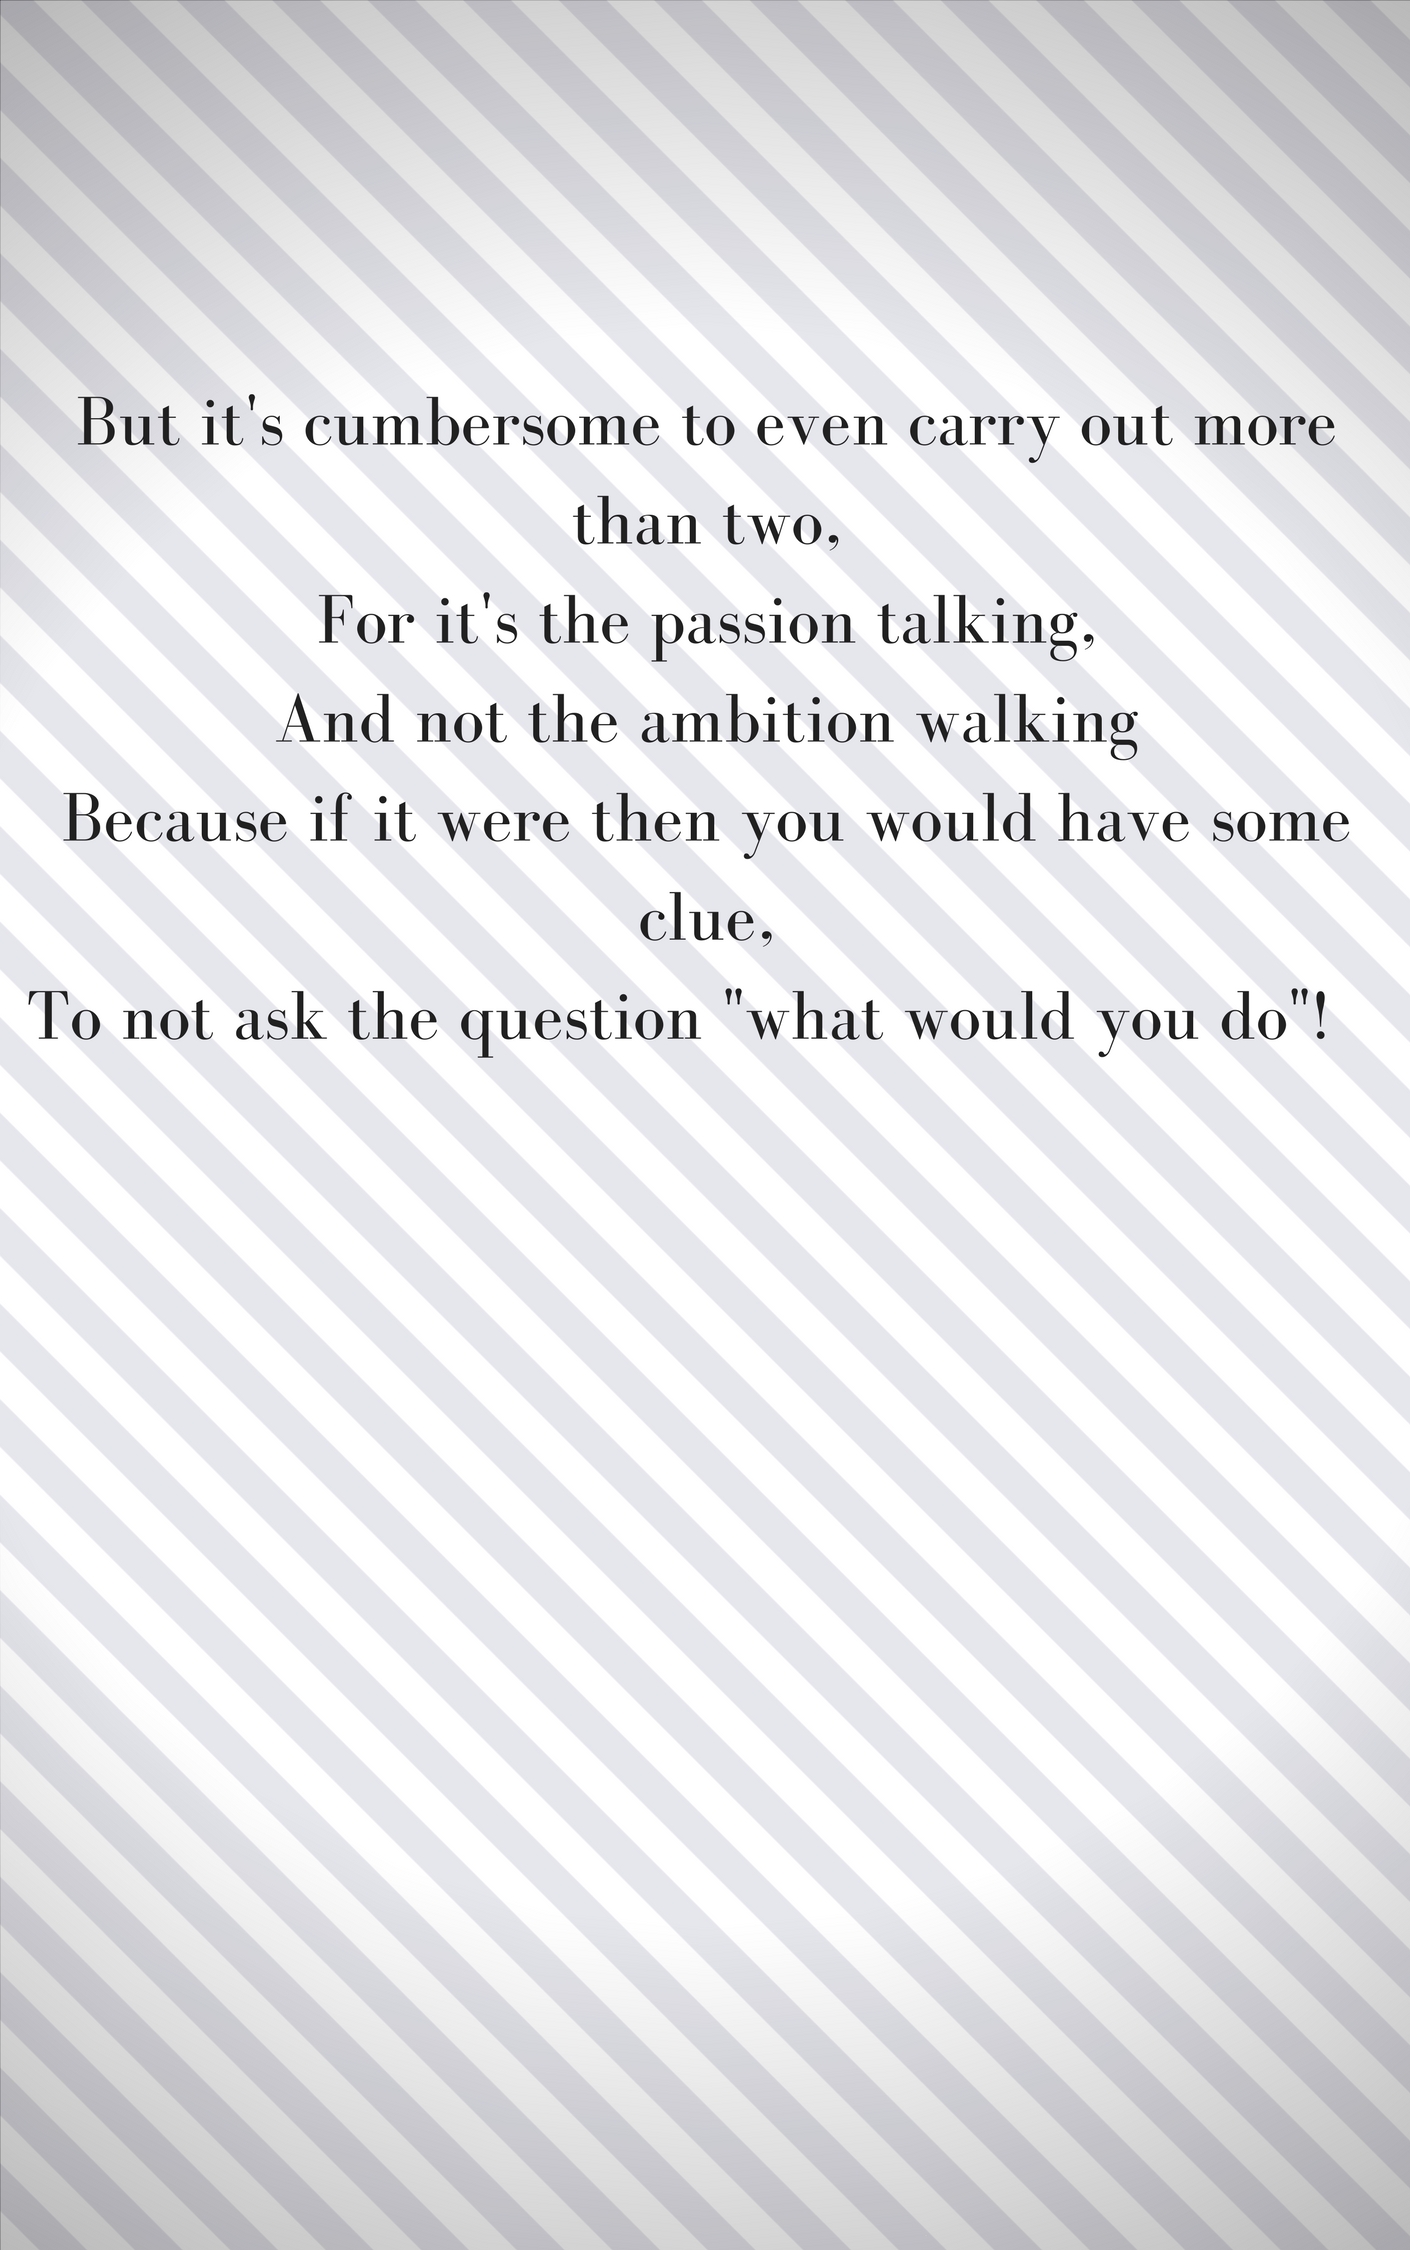 But it's cumbersome to even carry out more
than two,
For it's the passion talking,
And not the ambition walking
Because if it were then you would have some
clue,
To not ask the question "what would you do"!